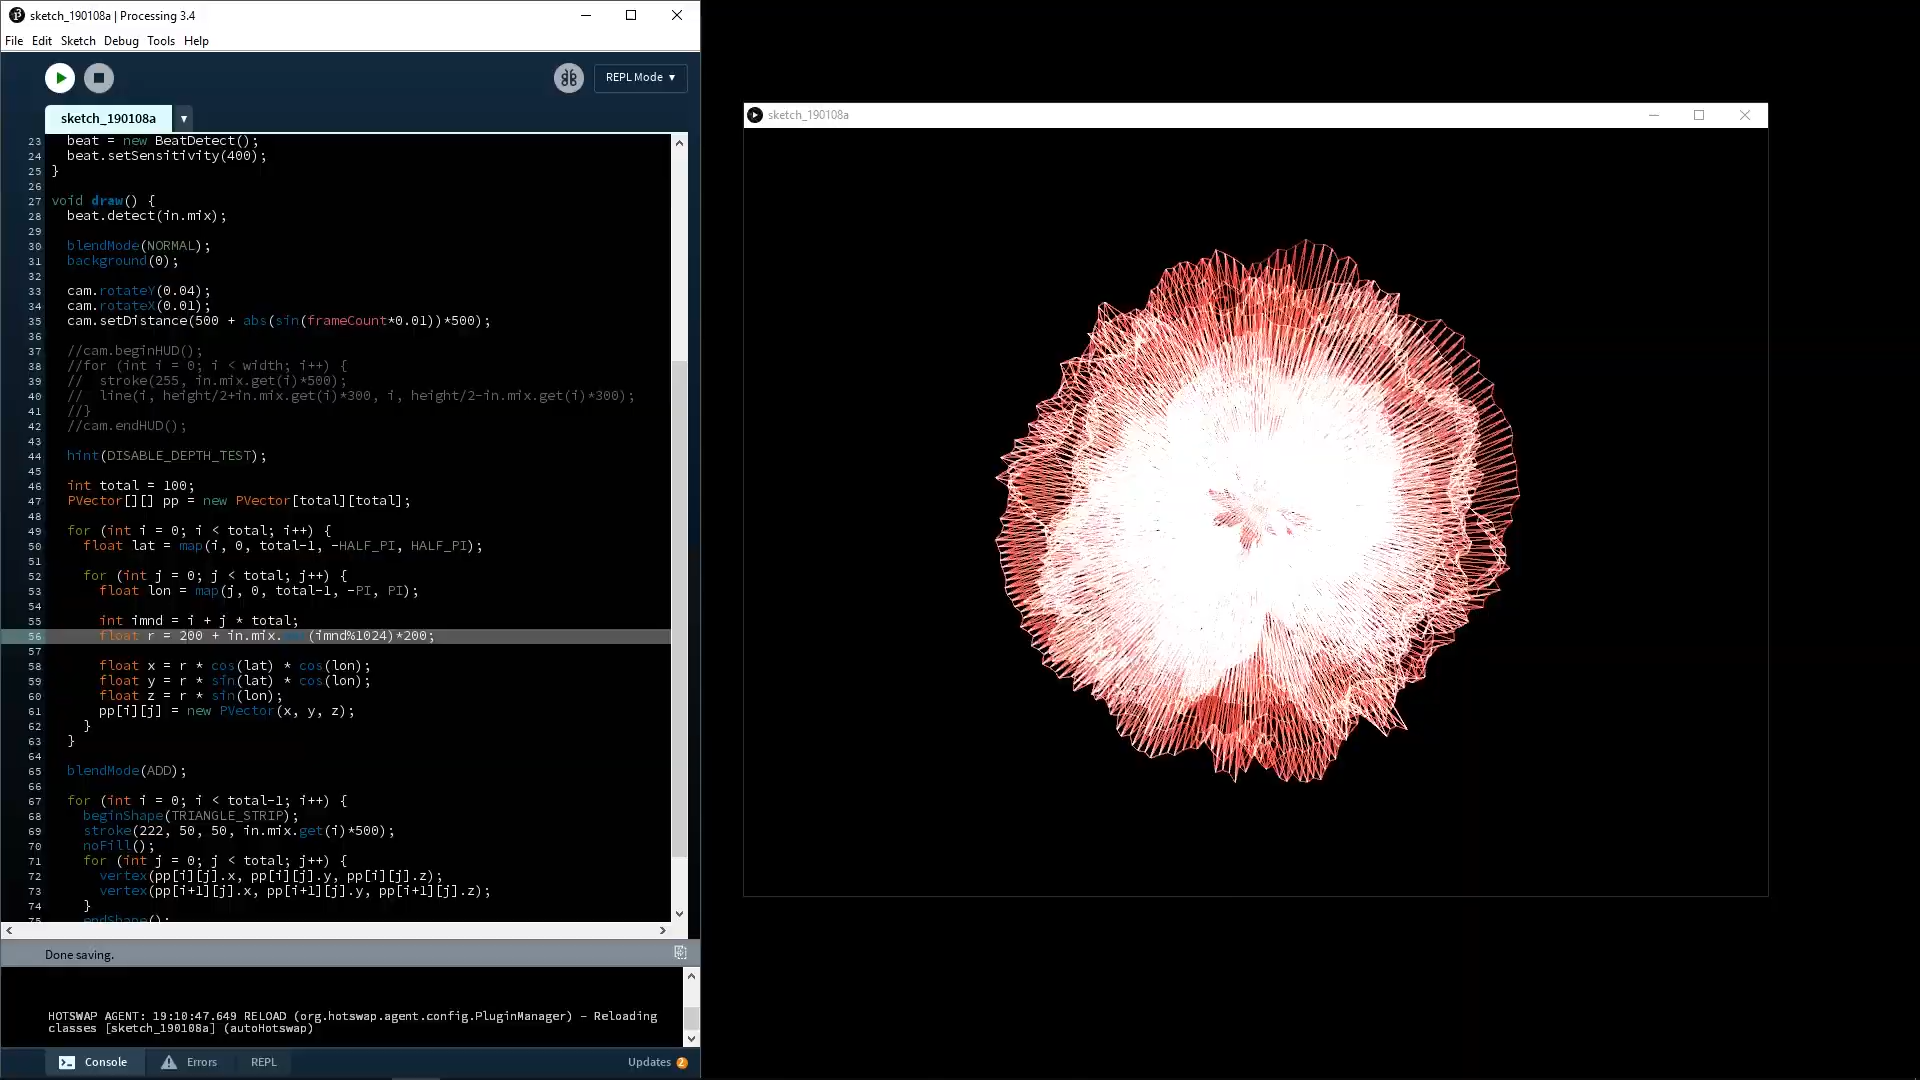 sketch_190108a | Processing 3.4
File Edit Sketch Debug Tools Help
REPL Mode ▼
sketch_190108a ▼
23 beat = new BeatDetect();
24 beat.setSensitivity(400);
25 }
26
27 void draw() {
28 beat.detect(in.mix);
29
30 blendMode(NORMAL);
31 background(0);
32
33 cam.rotateY(0.04);
34 cam.rotateX(0.01);
35 cam.setDistance(500 + abs(sin(frameCount*0.01))*500);
36
37 //cam.beginHUD();
38 //for (int i = 0; i < width; i++) {
39 //  stroke(255, in.mix.get(i)*500);
40 //  line(i, height/2+in.mix.get(i)*300, i, height/2-in.mix.get(i)*300);
41 //}
42 //cam.endHUD();
43
44 hint(DISABLE_DEPTH_TEST);
45
46 int total = 100;
47 PVector[][] pp = new PVector[total][total];
48
49 for (int i = 0; i < total; i++) {
50 float lat = map(i, 0, total-1, -HALF_PI, HALF_PI);
51
52 for (int j = 0; j < total; j++) {
53 float lon = map(j, 0, total-1, -PI, PI);
54
55 int imnd = i + j * total;
56 float r = 200 + in.mix. (imnd%1024)*200;
57
58 float x = r * cos(lat) * cos(lon);
59 float y = r * sin(lat) * cos(lon);
60 float z = r * sin(lon);
61 pp[i][j] = new PVector(x, y, z);
62 }
63 }
64
65 blendMode(ADD);
66
67 for (int i = 0; i < total-1; i++) {
68 beginShape(TRIANGLE_STRIP);
69 stroke(222, 50, 50, in.mix.get(i)*500);
70 noFill();
71 for (int j = 0; j < total; j++) {
72 vertex(pp[i][j].x, pp[i][j].y, pp[i][j].z);
73 vertex(pp[i+1][j].x, pp[i+1][j].y, pp[i+1][j].z);
74 }
75 endShape();
Done saving.
HOTSWAP AGENT: 19:10:47.649 RELOAD (org.hotswap.agent.config.PluginManager) - Reloading
classes [sketch_190108a] (autoHotswap)
Console Errors REPL Updates 2
sketch_190108a